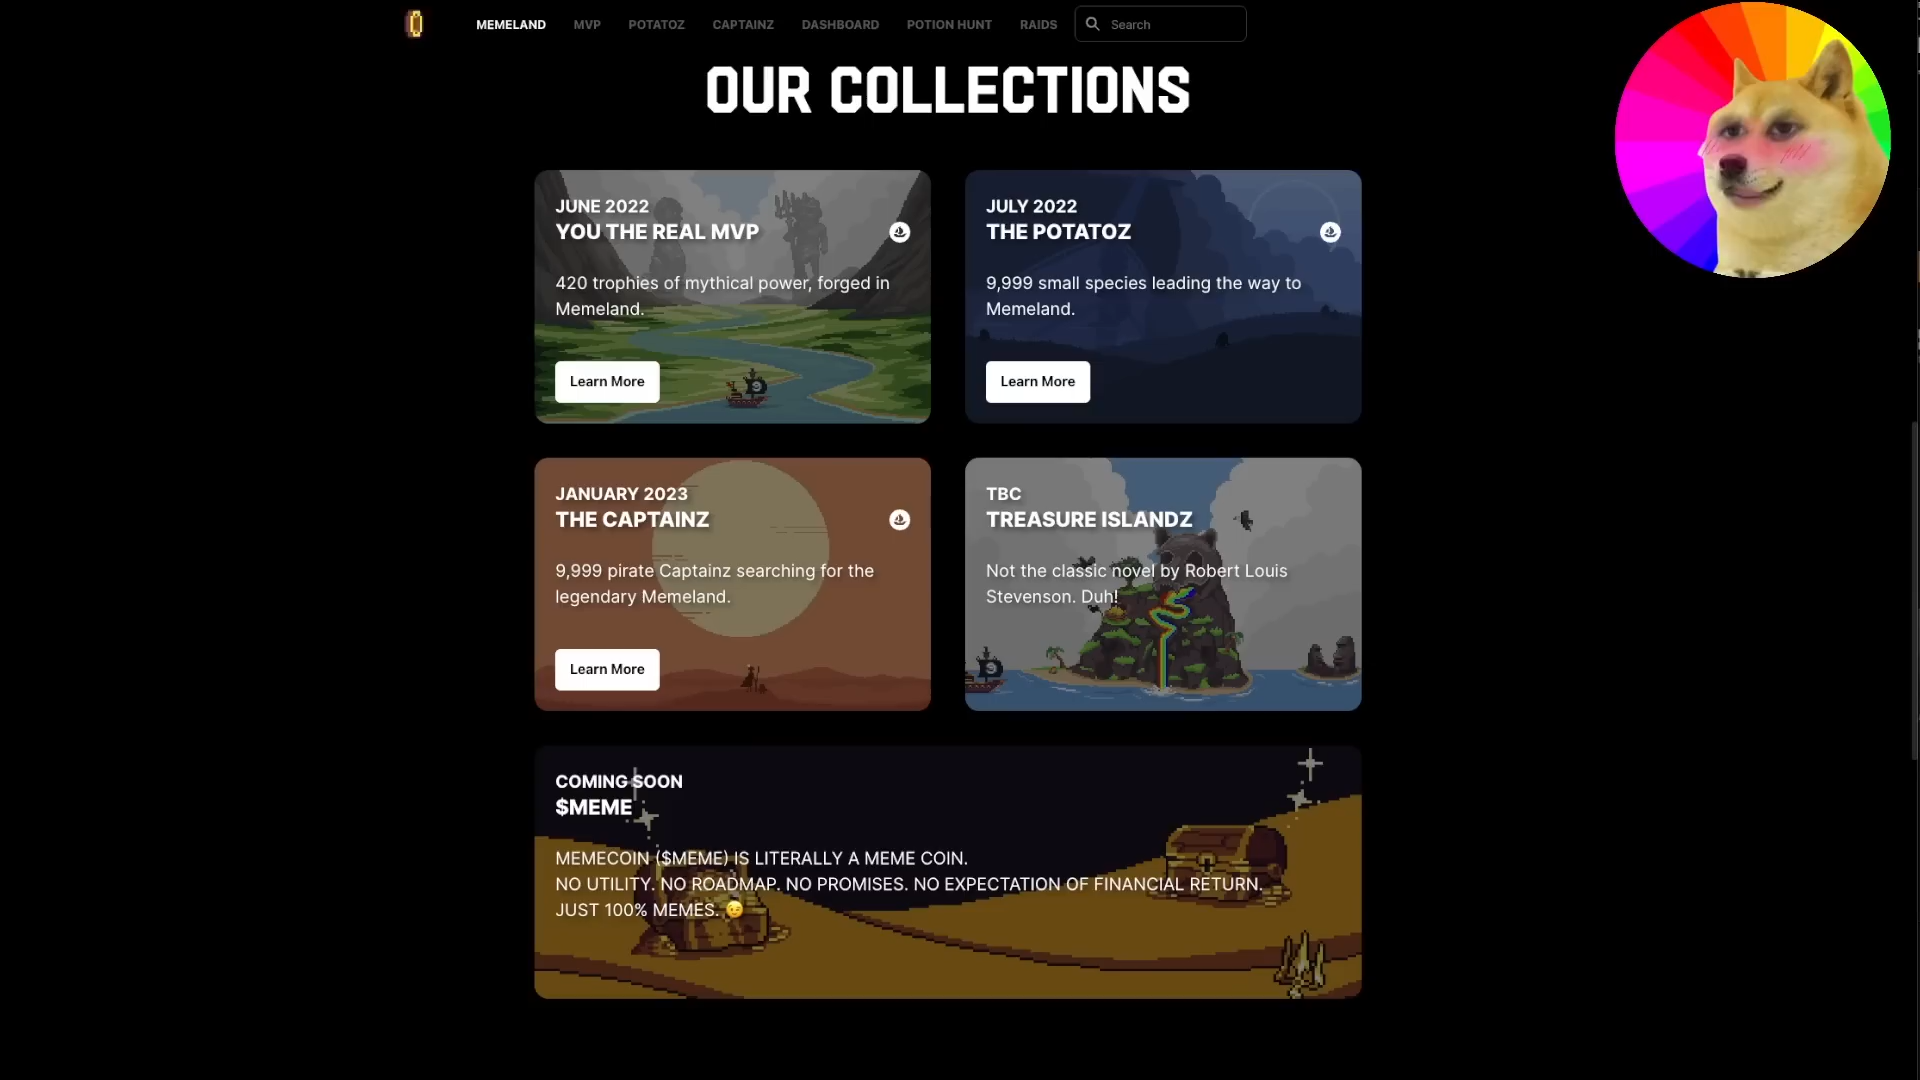 MEMELAND MVP POTATOZ CAPTAINZ DASHBOARD POTION HUNT RAIDS Search
OUR COLLECTIONS
JUNE 2022
YOU THE REAL MVP
420 trophies of mythical power, forged in
Memeland.
Learn More
JULY 2022
THE POTATOZ
9,999 small species leading the way to
Memeland.
Learn More
JANUARY 2023
THE CAPTAINZ
9,999 pirate Captainz searching for the
legendary Memeland.
Learn More
TBC
TREASURE ISLANDZ
Not the classic novel by Robert Louis
Stevenson. Duh!
COMING SOON
$MEME
MEMECOIN ($MEME) IS LITERALLY A MEME COIN.
NO UTILITY. NO ROADMAP. NO PROMISES. NO EXPECTATION OF FINANCIAL RETURN.
JUST 100% MEMES. 😉